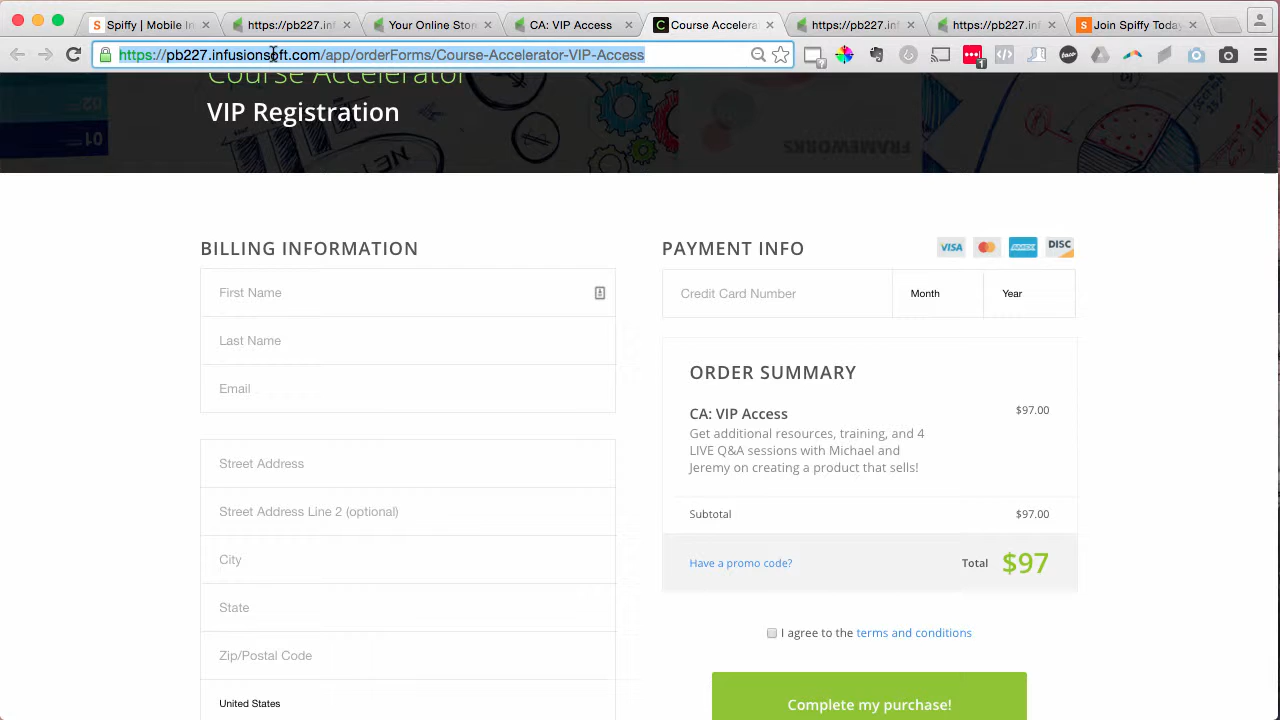 Spiffy | Mobile In
https://pb227.inf
Your Online Stor
CA: VIP Access
Course Accelera
https://pb227.inf
https://pb227.inf
Join Spiffy Today
https://pb227.infusionsoft.com/app/orderForms/Course-Accelerator-VIP-Access
Course Accelerator
VIP Registration
BILLING INFORMATION
First Name
Last Name
Email
Street Address
Street Address Line 2 (optional)
City
State
Zip/Postal Code
United States
PAYMENT INFO
VISA
DISC
Credit Card Number
Month
Year
ORDER SUMMARY
CA: VIP Access $97.00
Get additional resources, training, and 4
LIVE Q&A sessions with Michael and
Jeremy on creating a product that sells!
Subtotal $97.00
Have a promo code? Total $97
I agree to the terms and conditions
Complete my purchase!
FRAMEWORKS
02
01